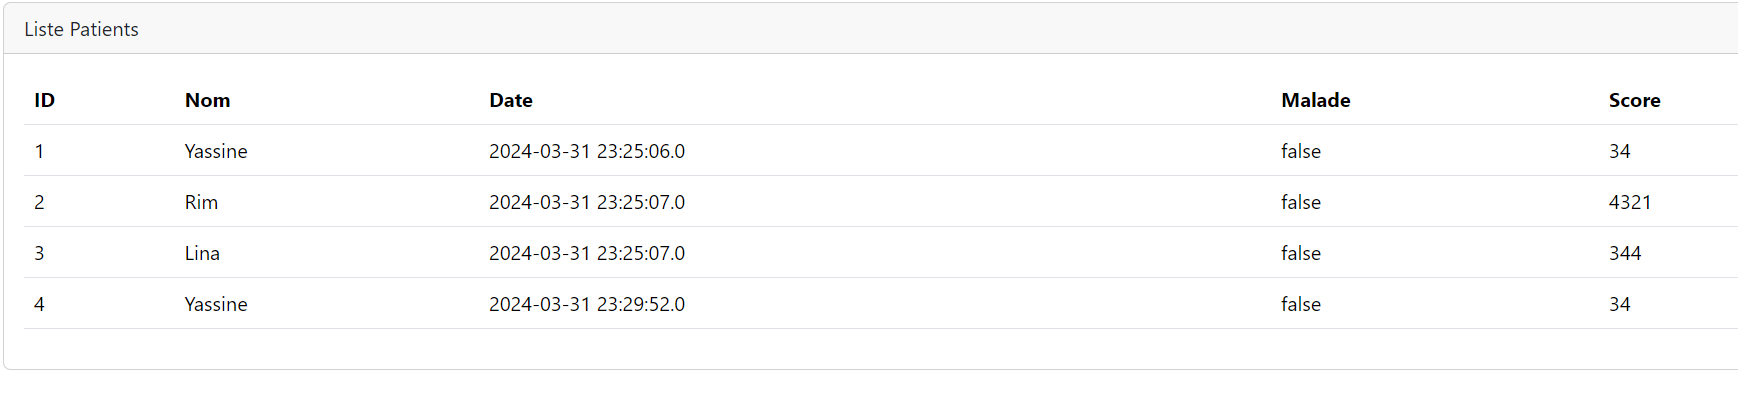 Liste Patients
ID Nom Date Malade Score
1 Yassine 2024-03-31 23:25:06.0 false 34
2 Rim 2024-03-31 23:25:07.0 false 4321
3 Lina 2024-03-31 23:25:07.0 false 344
4 Yassine 2024-03-31 23:29:52.0 false 34